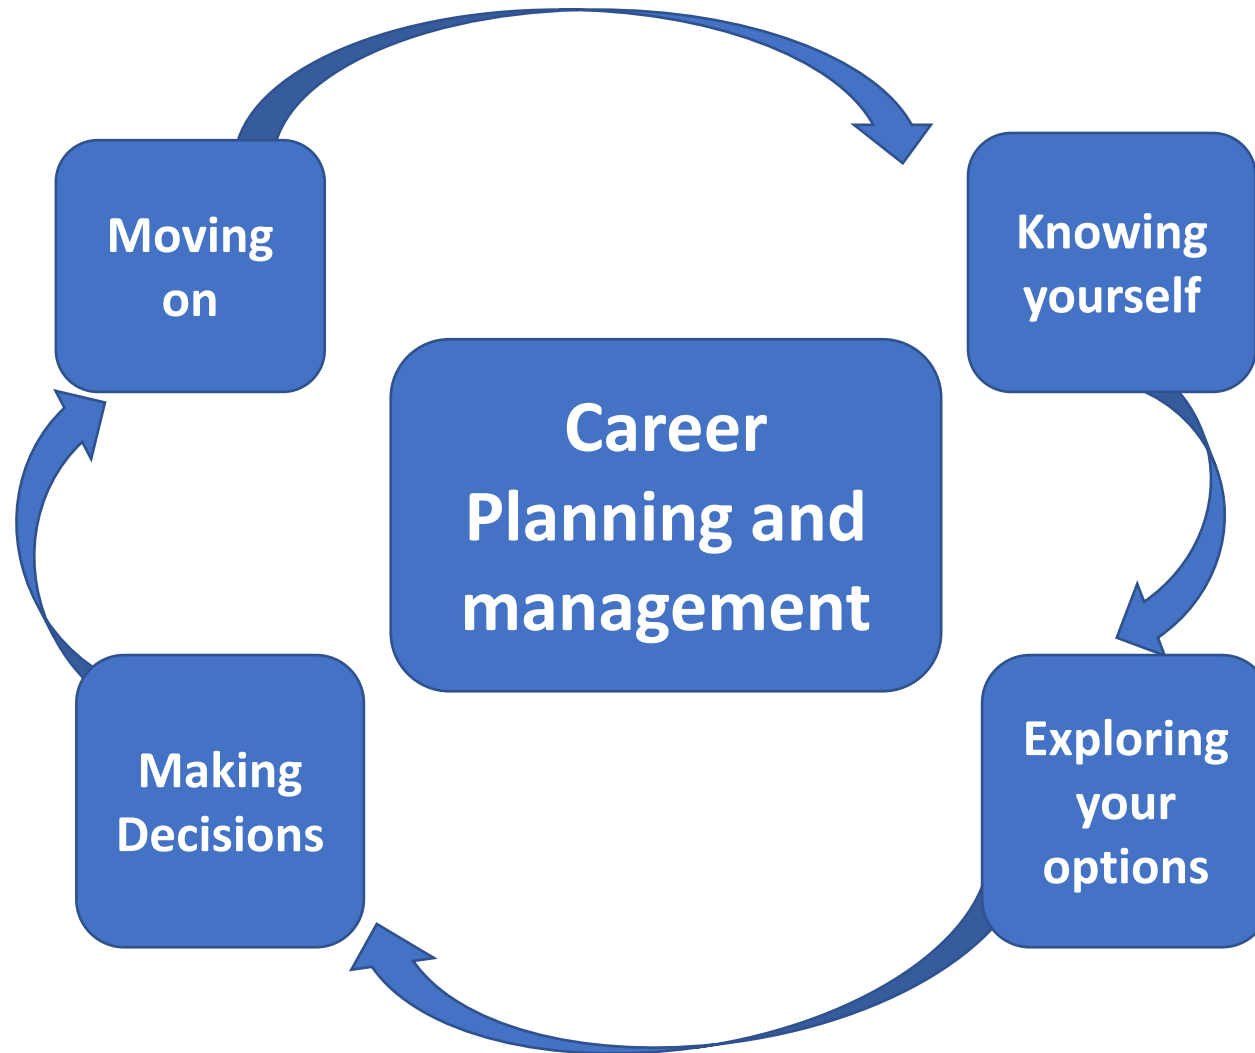 Moving
on
Knowing
yourself
Career
Planning and
management
Making
Decisions
Exploring
your
options